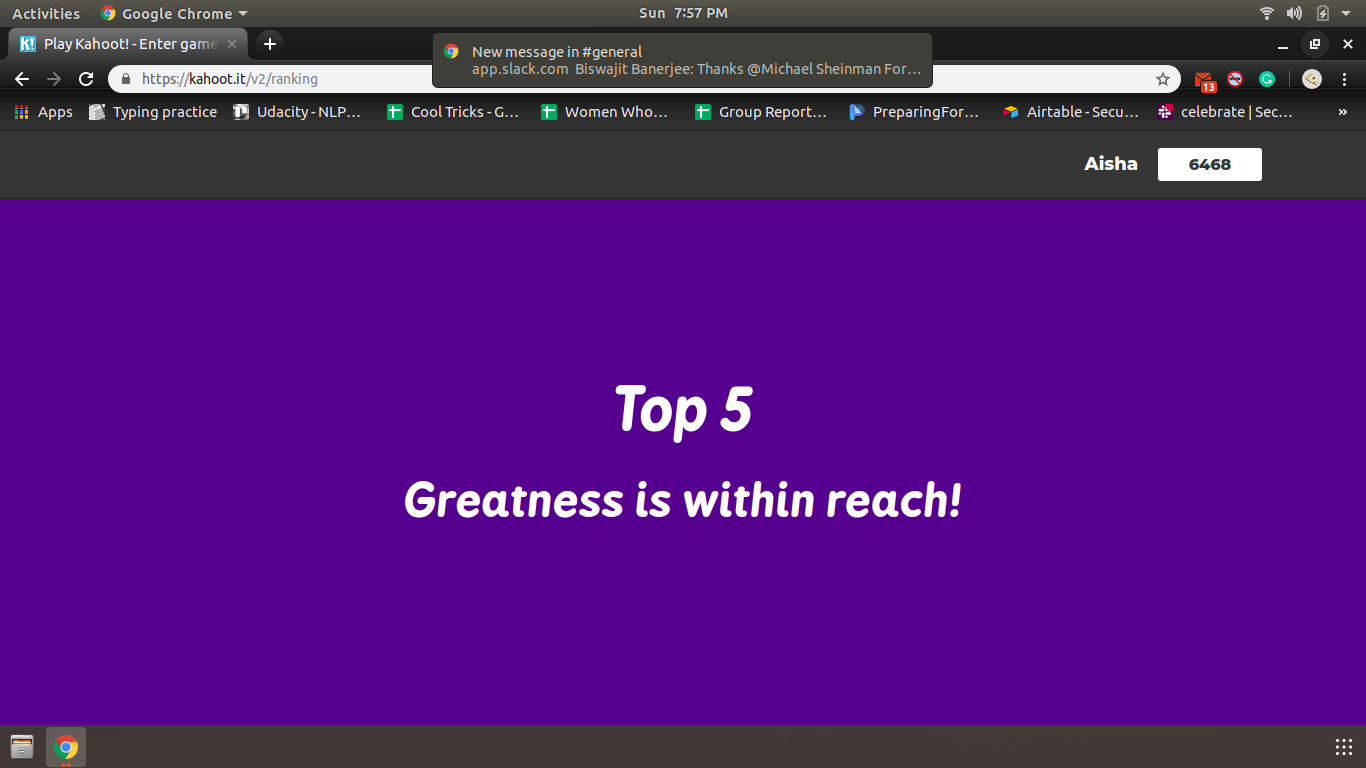 Activities
Google Chrome
Sun 7:57 PM
K!
Play Kahoot! - Enter game
New message in #general
app.slack.com Biswajit Banerjee: Thanks @Michael Sheinman For…
https://kahoot.it/v2/ranking
13
Apps
Typing practice
Udacity - NLP…
Cool Tricks - G…
Women Who…
Group Report…
PreparingFor…
Airtable - Secu…
celebrate | Sec…
»
Aisha
6468
Top 5
Greatness is within reach!